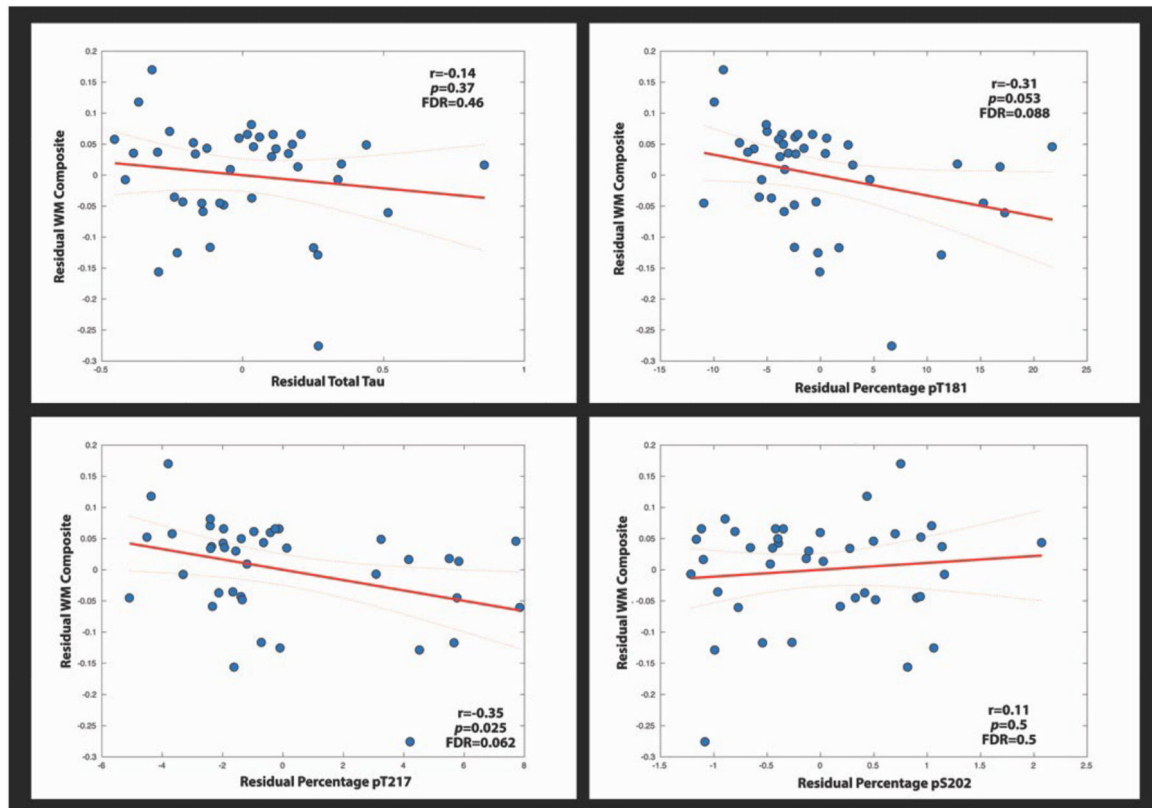 r=-0.14
p=0.37
FDR=0.46
Residual WM Composite
0.2
0.15
0.1
0.05
0
-0.05
-0.1
-0.15
-0.2
-0.25
-0.3
-0.5 0 0.5 1
Residual Total Tau
r=-0.31
p=0.053
FDR=0.088
Residual WM Composite
0.2
0.15
0.1
0.05
0
-0.05
-0.1
-0.15
-0.2
-0.25
-0.3
-15 -10 -5 0 5 10 15 20 25
Residual Percentage pT181
Residual WM Composite
0.2
0.15
0.1
0.05
0
-0.05
-0.1
-0.15
-0.2
-0.25
-0.3
r=-0.35
p=0.025
FDR=0.062
-6 -4 -2 0 2 4 6 8
Residual Percentage pT217
Residual WM Composite
0.2
0.15
0.1
0.05
0
-0.05
-0.1
-0.15
-0.2
-0.25
-0.3
r=0.11
p=0.5
FDR=0.5
-1.5 -1 -0.5 0 0.5 1 1.5 2 2.5
Residual Percentage pS202